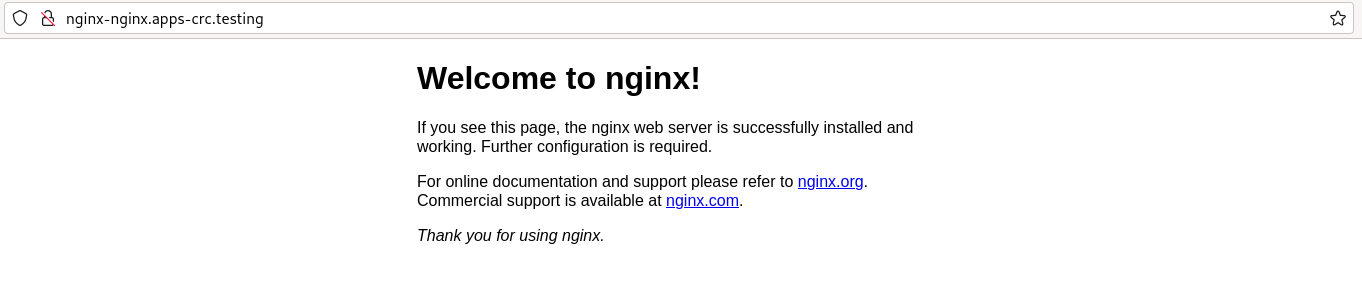 nginx-nginx.apps-crc.testing
Welcome to nginx!
If you see this page, the nginx web server is successfully installed and
working. Further configuration is required.
For online documentation and support please refer to nginx.org.
Commercial support is available at nginx.com.
Thank you for using nginx.